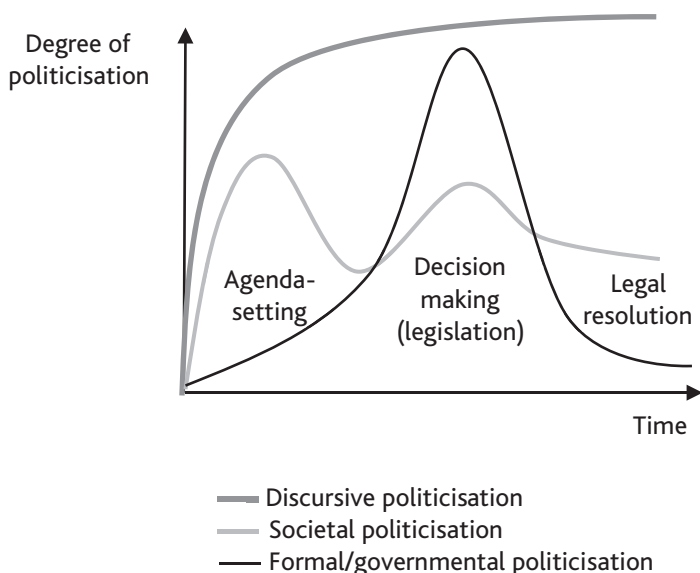 Degree of
politicisation
Agenda-
setting
Decision
making
(legislation)
Legal
resolution
Time
Discursive politicisation
Societal politicisation
Formal/governmental politicisation